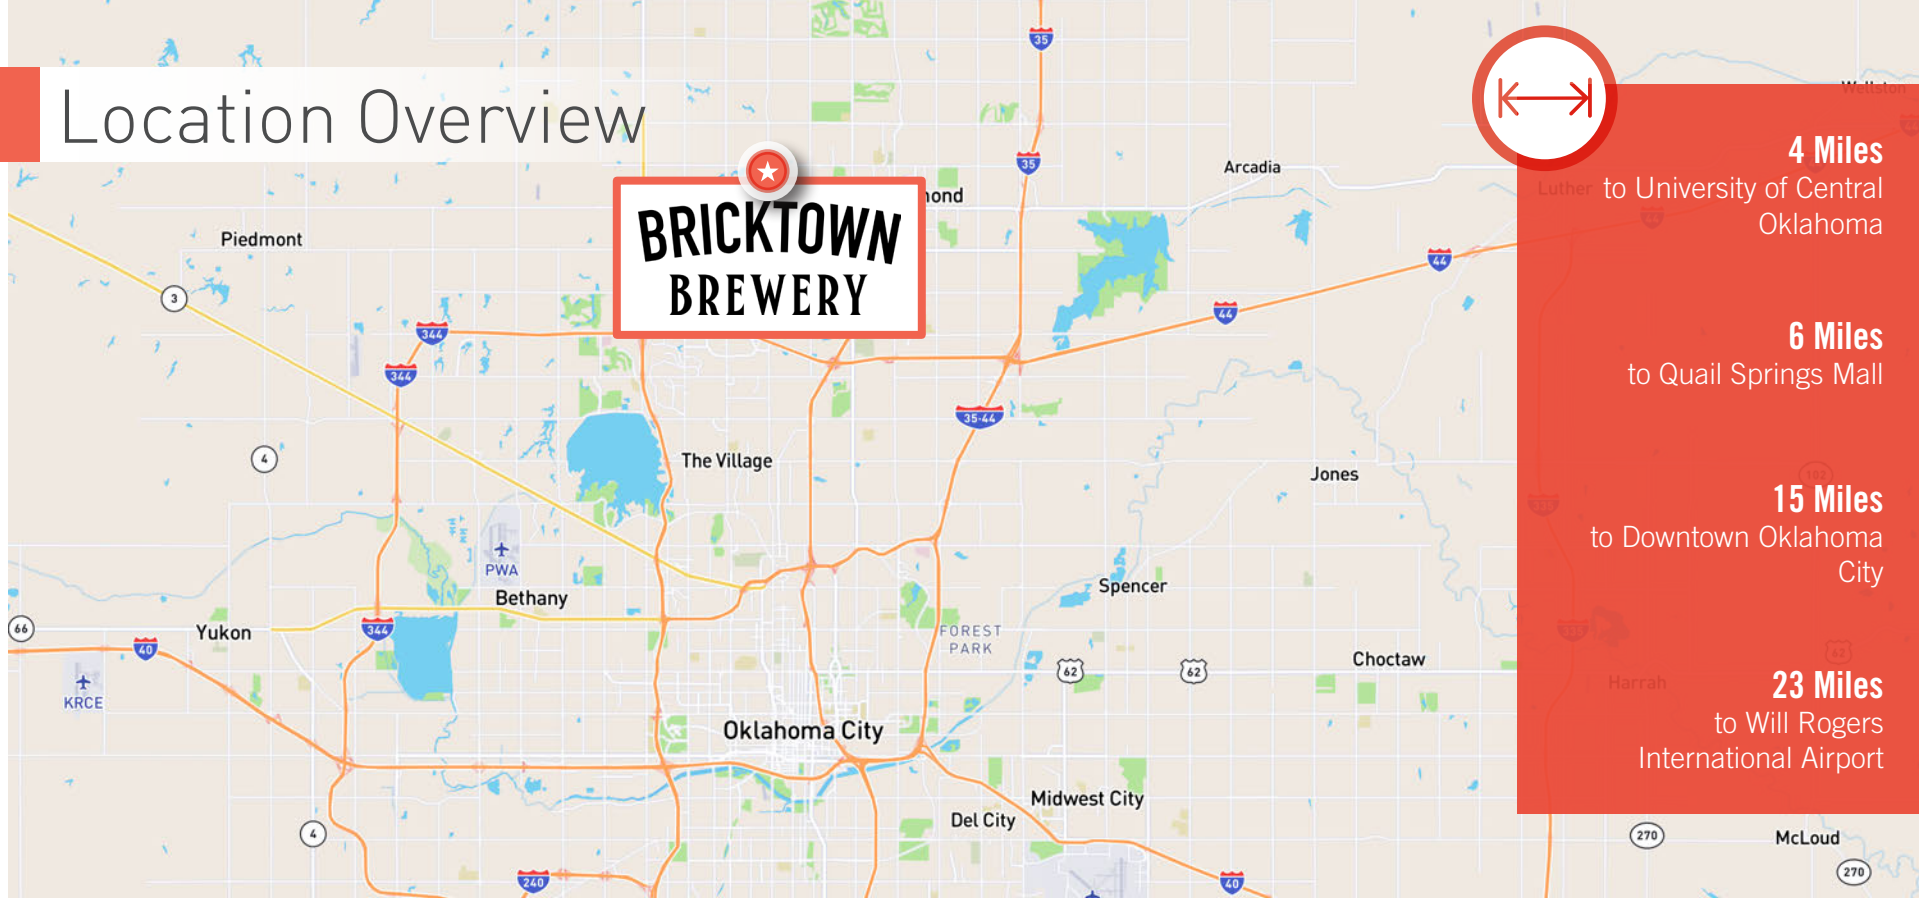 Location Overview
BRICKTOWN
BREWERY
4 Miles
to University of Central
Oklahoma
6 Miles
to Quail Springs Mall
15 Miles
to Downtown Oklahoma
City
23 Miles
to Will Rogers
International Airport
35
Wellston
35
Arcadia
mond
Luther
Piedmont
44
3
44
344
344
35-44
4
The Village
Jones
192
PWA
Bethany
Spencer
66
Yukon
344
40
FOREST
PARK
62
62
Choctaw
62
KRCE
Harrah
Oklahoma City
Midwest City
Del City
4
270
McLoud
240
40
270